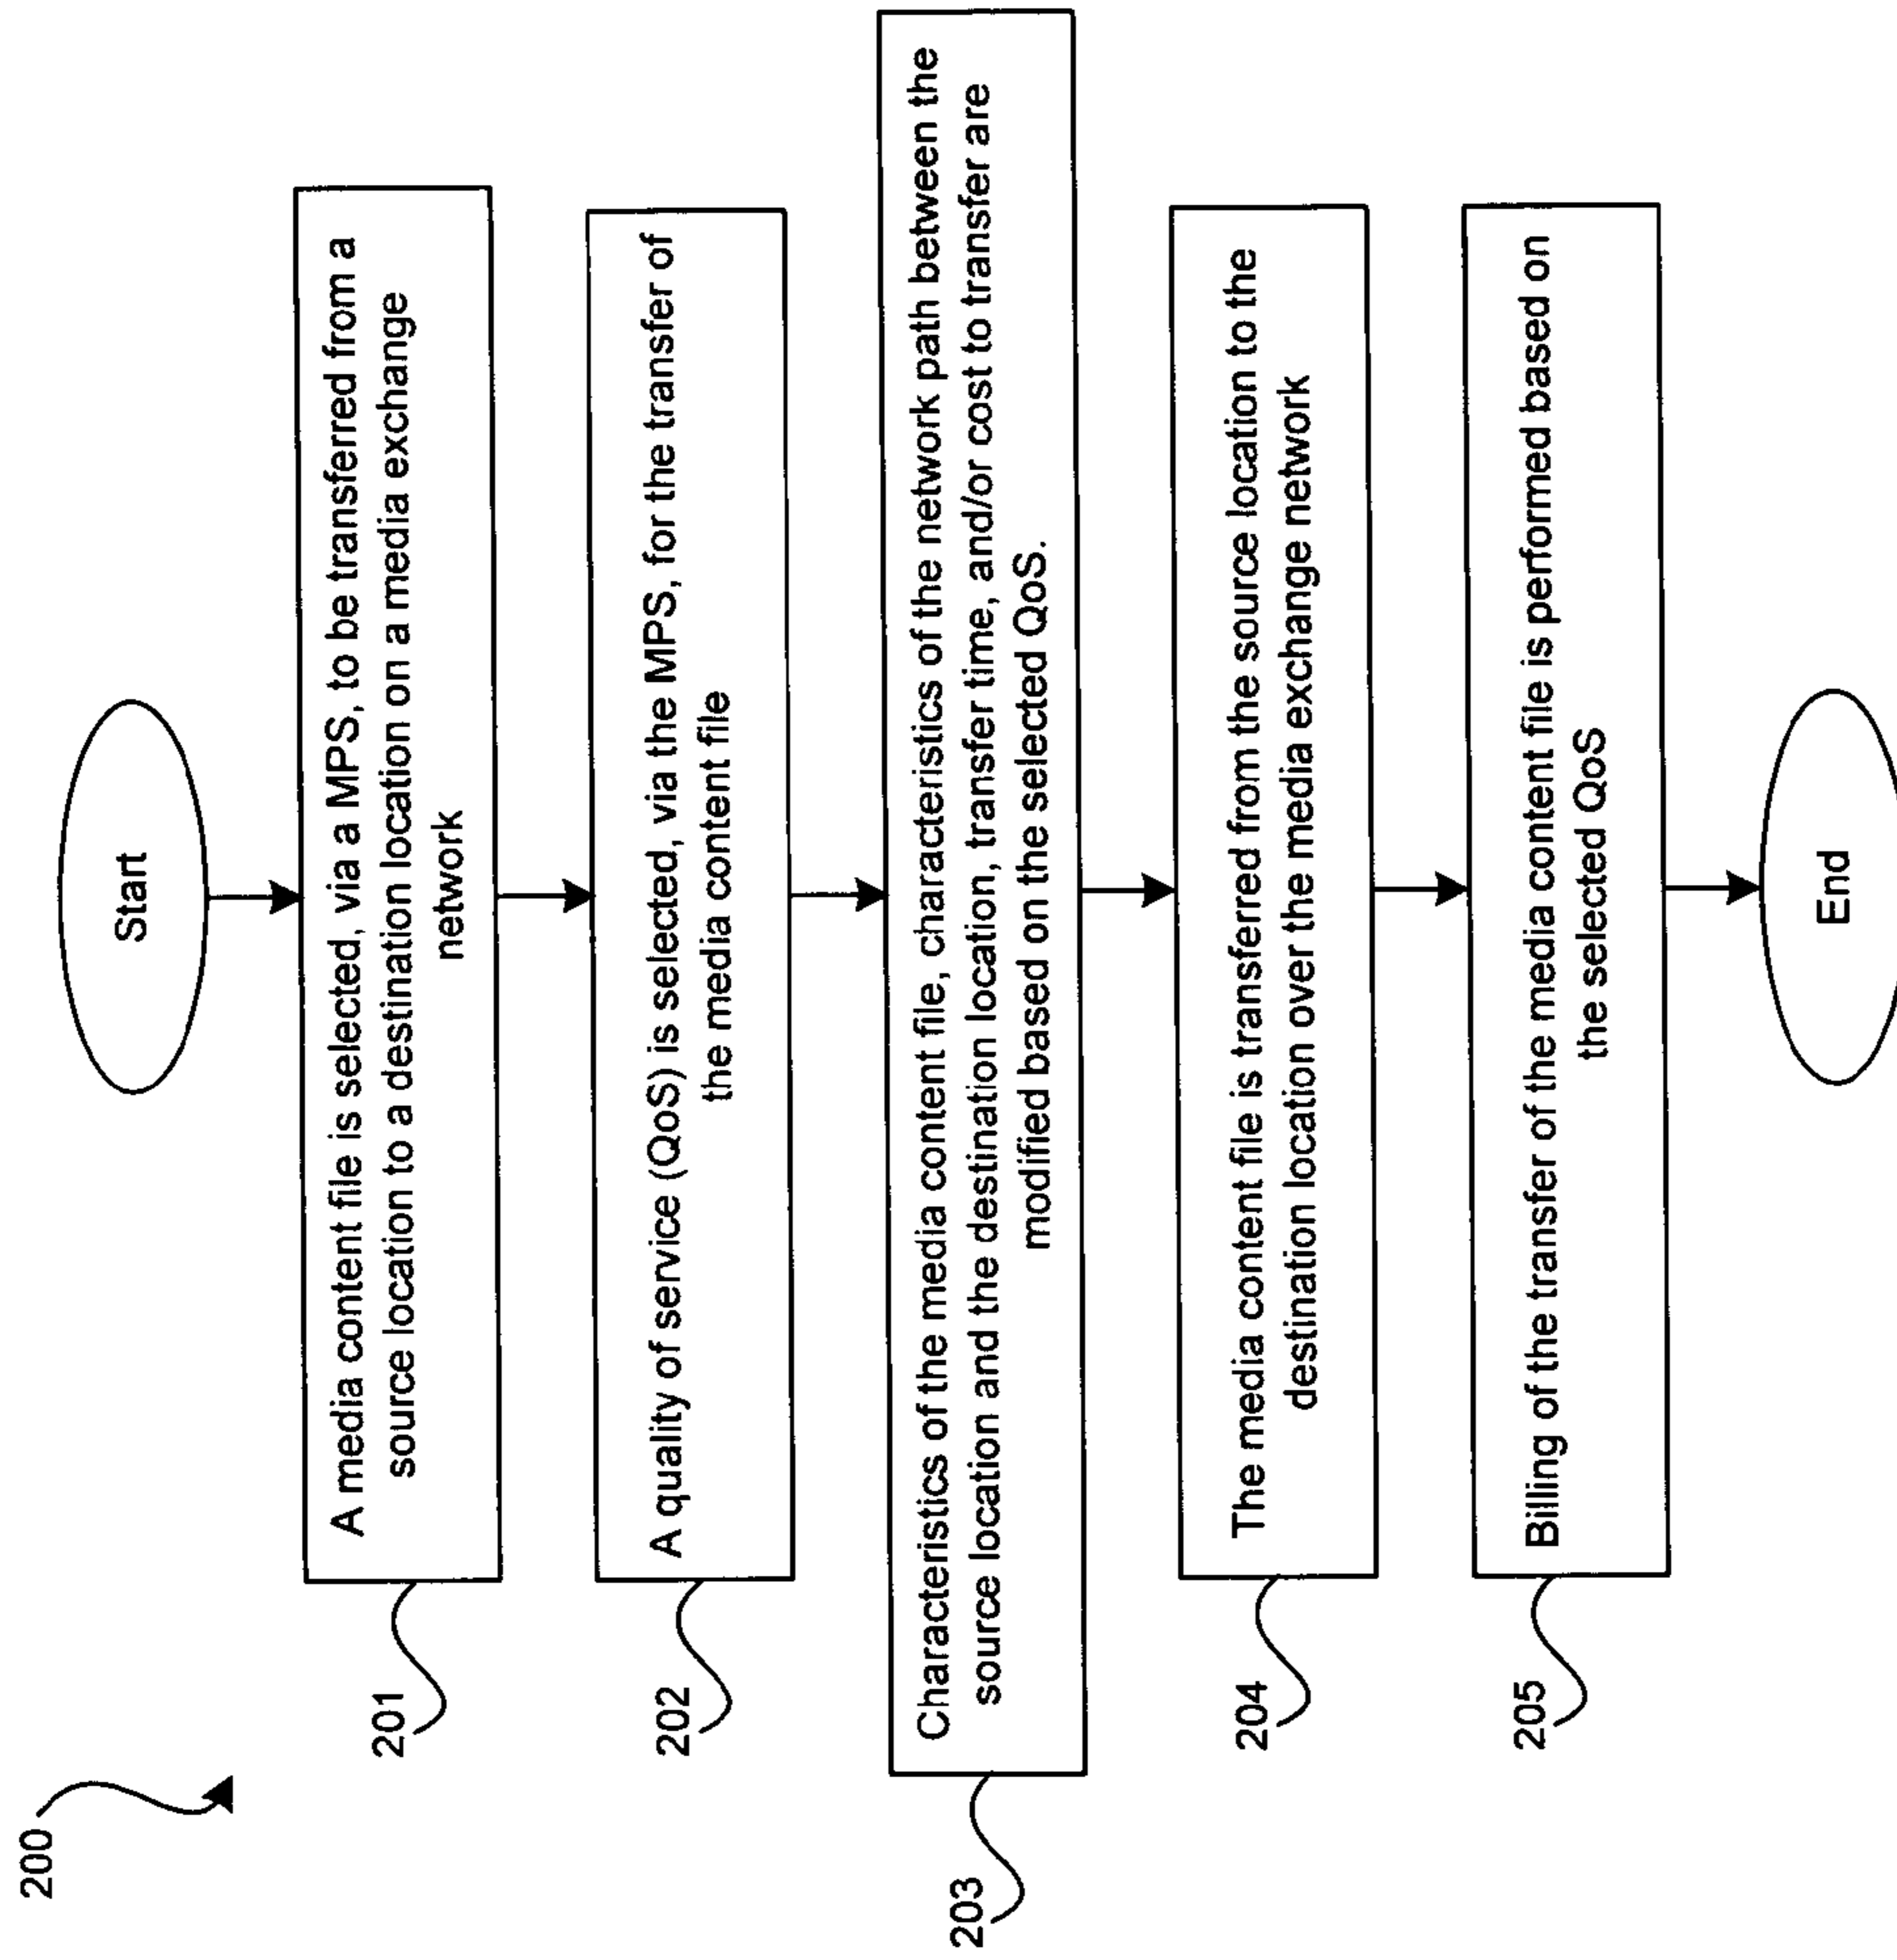 200
Start
201
A media content file is selected, via a MPS, to be transferred from a
source location to a destination location on a media exchange
network
202
A quality of service (QoS) is selected, via the MPS, for the transfer of
the media content file
203
Characteristics of the media content file, characteristics of the network path between the
source location and the destination location, transfer time, and/or cost to transfer are
modified based on the selected QoS.
204
The media content file is transferred from the source location to the
destination location over the media exchange network
205
Billing of the transfer of the media content file is performed based on
the selected QoS
End